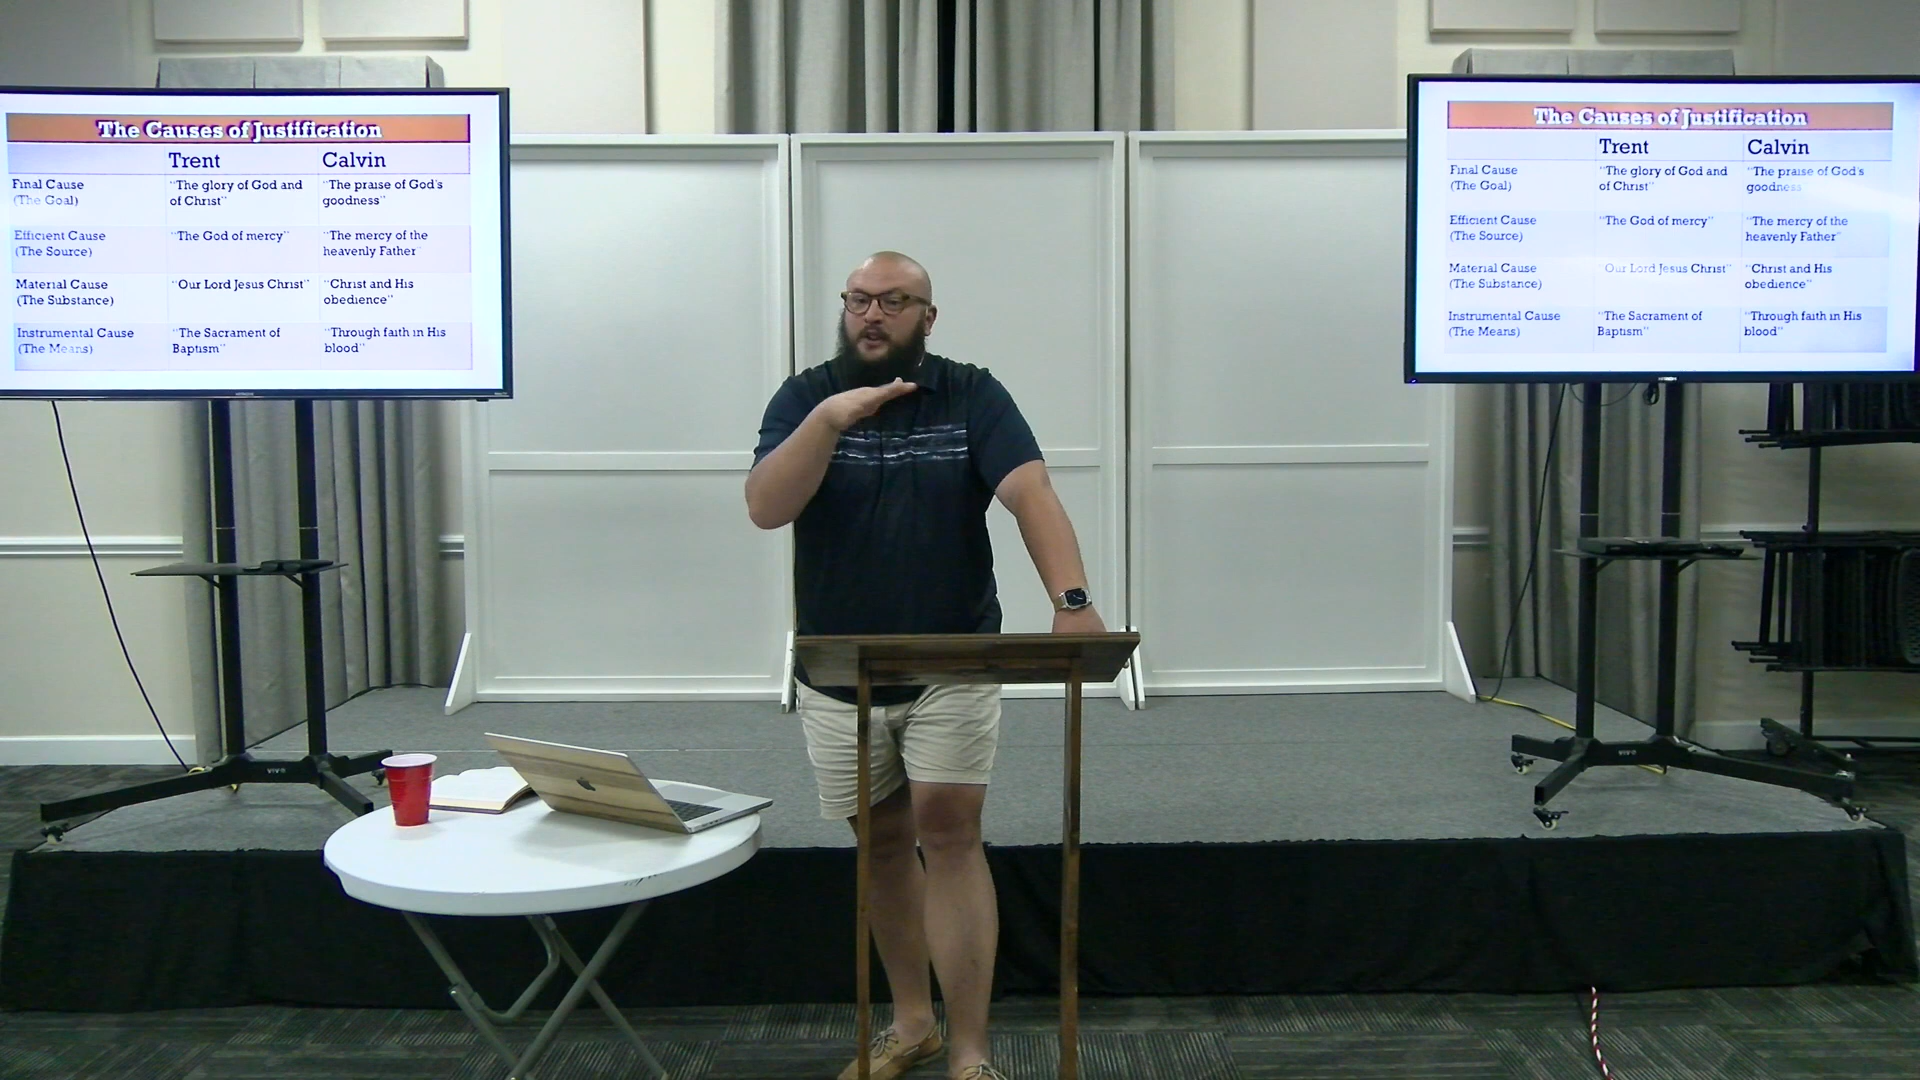 The Causes of Justification
Trent Calvin
Final Cause "The glory of God and "The praise of God's
(The Goal) of Christ" goodness"
Efficient Cause "The God of mercy" "The mercy of the
(The Source) heavenly Father"
Material Cause "Our Lord Jesus Christ" "Christ and His
(The Substance) obedience"
Instrumental Cause "The Sacrament of "Through faith in His
(The Means) Baptism" blood"
The Causes of Justification
Trent Calvin
Final Cause "The glory of God and "The praise of God's
(The Goal) of Christ" goodness
Efficient Cause "The God of mercy" "The mercy of the
(The Source) heavenly Father"
Material Cause "Our Lord Jesus Christ" "Christ and His
(The Substance) obedience"
Instrumental Cause "The Sacrament of "Through faith in His
(The Means) Baptism" blood"
VIVO
VIVO